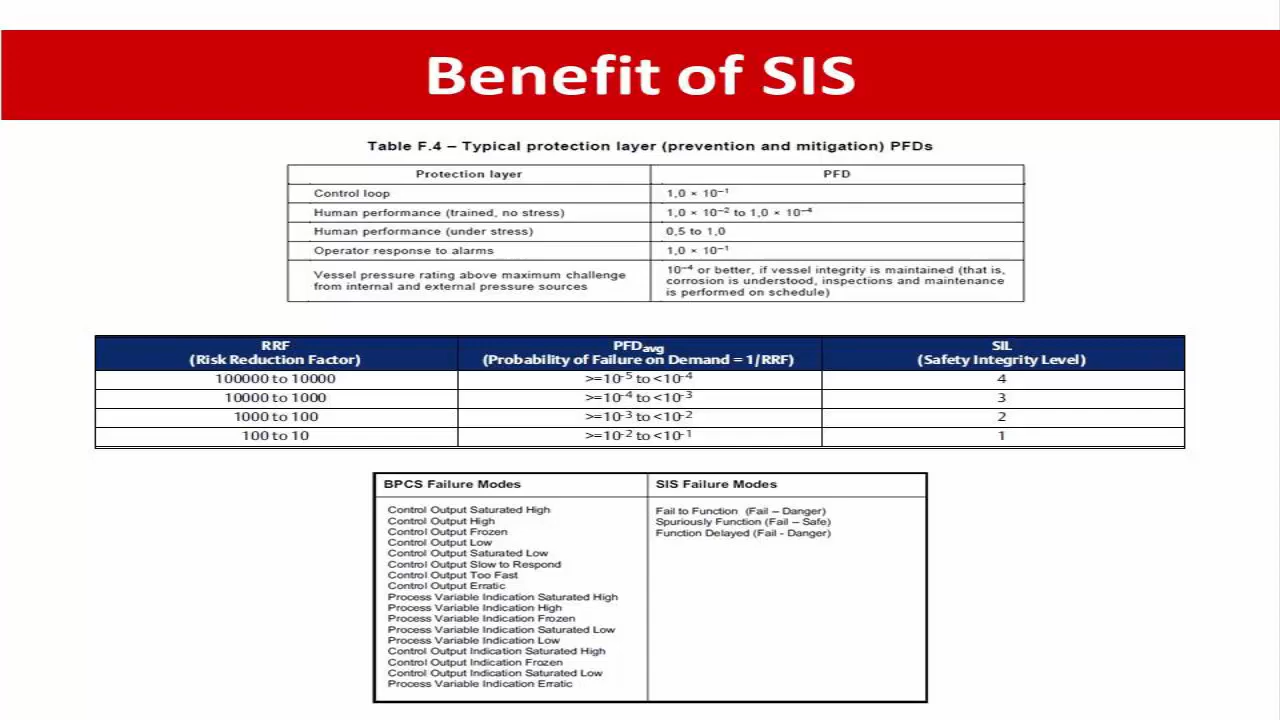 Benefit of SIS
Table F.4 – Typical protection layer (prevention and mitigation) PFDs
Protection layer PFD
Control loop 1,0 × 10⁻¹
Human performance (trained, no stress) 1,0 × 10⁻² to 1,0 × 10⁻⁴
Human performance (under stress) 0,5 to 1,0
Operator response to alarms 1,0 × 10⁻¹
Vessel pressure rating above maximum challenge
from internal and external pressure sources
10⁻⁴ or better, if vessel integrity is maintained (that is,
corrosion is understood, inspections and maintenance
is performed on schedule)
RRF PFDavg SIL
(Risk Reduction Factor) (Probability of Failure on Demand = 1/RRF) (Safety Integrity Level)
100000 to 10000 >=10⁻⁵ to <10⁻⁴ 4
10000 to 1000 >=10⁻⁴ to <10⁻³ 3
1000 to 100 >=10⁻³ to <10⁻² 2
100 to 10 >=10⁻² to <10⁻¹ 1
BPCS Failure Modes SIS Failure Modes
Control Output Saturated High
Control Output High
Control Output Frozen
Control Output Low
Control Output Saturated Low
Control Output Slow to Respond
Control Output Too Fast
Control Output Erratic
Process Variable Indication Saturated High
Process Variable Indication High
Process Variable Indication Frozen
Process Variable Indication Saturated Low
Process Variable Indication Low
Control Output Indication Saturated High
Control Output Indication Frozen
Control Output Indication Saturated Low
Process Variable Indication Erratic
Fail to Function (Fail – Danger)
Spuriously Function (Fail – Safe)
Function Delayed (Fail - Danger)